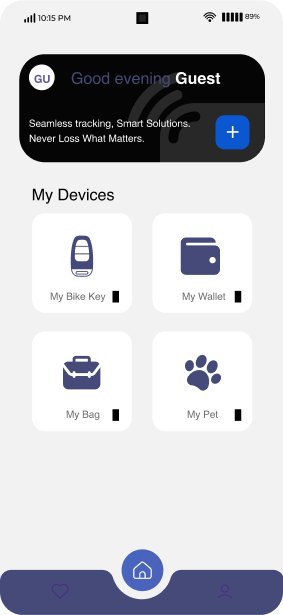 10:15 PM 89%
GU Good evening Guest
Seamless tracking, Smart Solutions.
Never Loss What Matters.
My Devices
My Bike Key My Wallet
My Bag My Pet